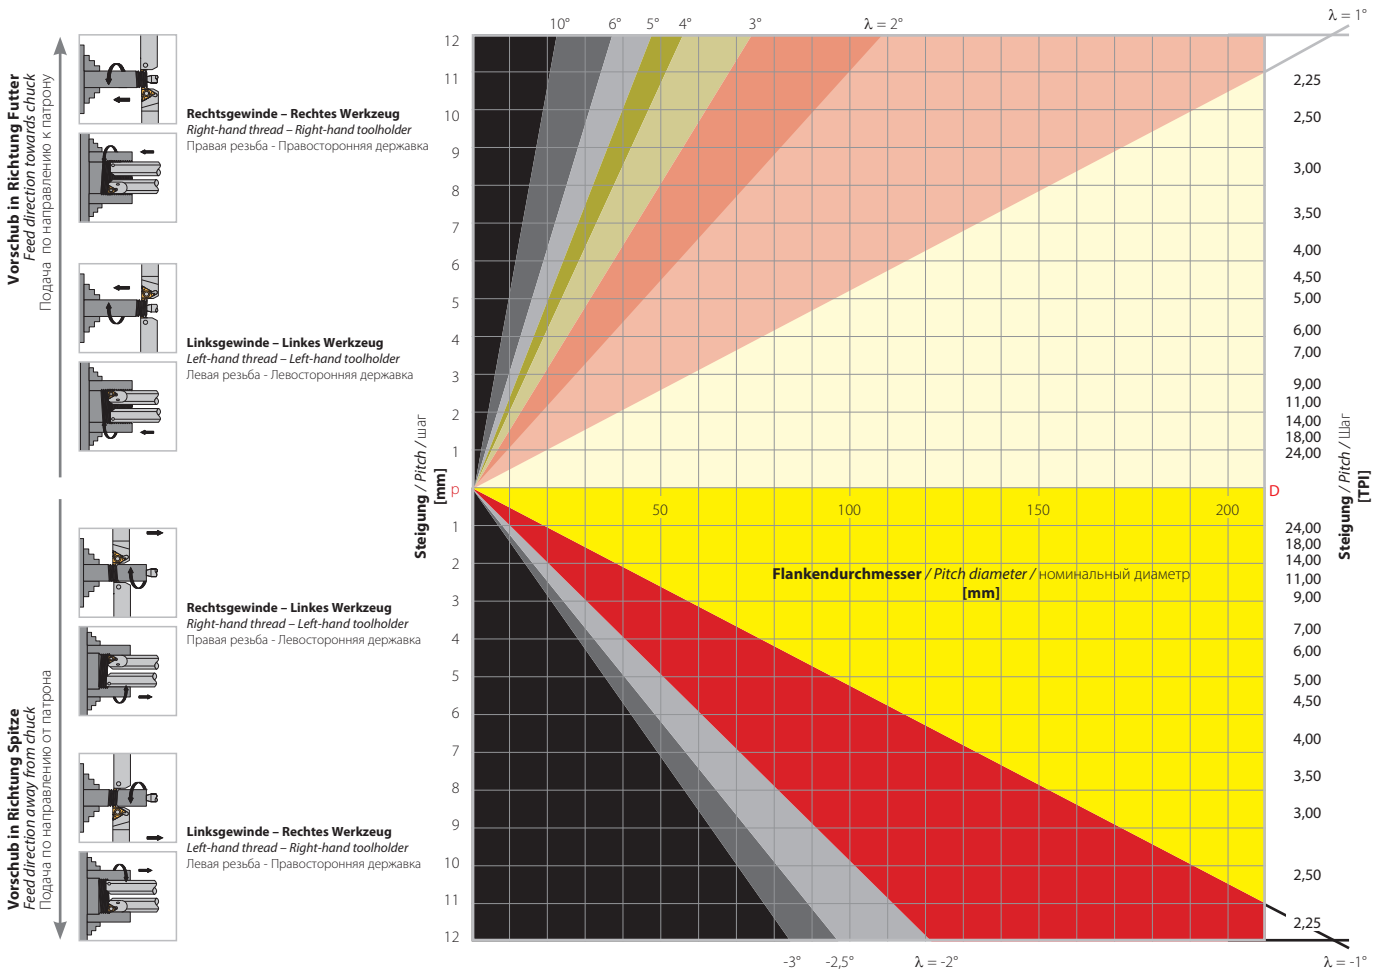 10° 6° 5° 4° 3° λ = 2° λ = 1°
Vorschub in Richtung Futter
Feed direction towards chuck
Подача по направлению к патрону
Rechtsgewinde – Rechtes Werkzeug
Right-hand thread – Right-hand toolholder
Правая резьба - Правосторонняя державка
Linksgewinde – Linkes Werkzeug
Left-hand thread – Left-hand toolholder
Левая резьба - Левосторонняя державка
Vorschub in Richtung Spitze
Feed direction away from chuck
Подача по направлению от патрона
Rechtsgewinde – Linkes Werkzeug
Right-hand thread – Left-hand toolholder
Правая резьба - Левосторонняя державка
Linksgewinde – Rechtes Werkzeug
Left-hand thread – Right-hand toolholder
Левая резьба - Правосторонняя державка
Steigung / Pitch / шаг
[mm]
12
11
10
9
8
7
6
5
4
3
2
1
p
1
2
3
4
5
6
7
8
9
10
11
12
50 100 150 200
D
Flankendurchmesser / Pitch diameter / номинальный диаметр
[mm]
2,25
2,50
3,00
3,50
4,00
4,50
5,00
6,00
7,00
9,00
11,00
14,00
18,00
24,00
24,00
18,00
14,00
11,00
9,00
7,00
6,00
5,00
4,50
4,00
3,50
3,00
2,50
2,25
Steigung / Pitch / Шаг
[TPI]
-3° -2,5° λ = -2° λ = -1°